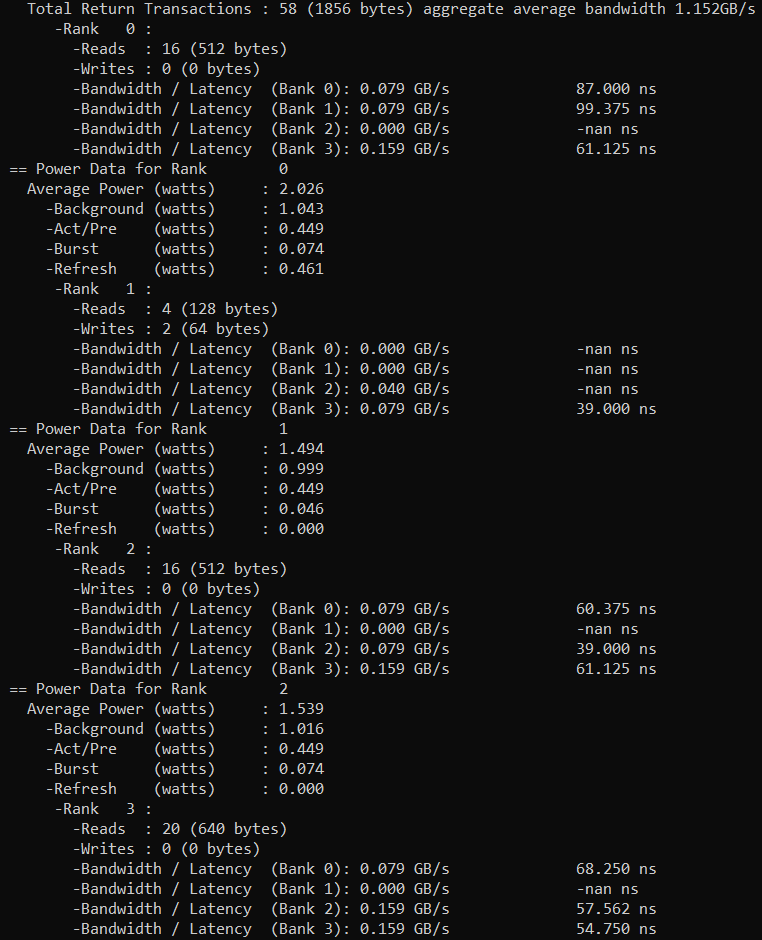 Total Return Transactions : 58 (1856 bytes) aggregate average bandwidth 1.152GB/s
-Rank   0 :
-Reads  : 16 (512 bytes)
-Writes : 0 (0 bytes)
-Bandwidth / Latency  (Bank 0): 0.079 GB/s              87.000 ns
-Bandwidth / Latency  (Bank 1): 0.079 GB/s              99.375 ns
-Bandwidth / Latency  (Bank 2): 0.000 GB/s              -nan ns
-Bandwidth / Latency  (Bank 3): 0.159 GB/s              61.125 ns
== Power Data for Rank        0
Average Power (watts)     : 2.026
-Background (watts)     : 1.043
-Act/Pre    (watts)     : 0.449
-Burst      (watts)     : 0.074
-Refresh    (watts)     : 0.461
-Rank   1 :
-Reads  : 4 (128 bytes)
-Writes : 2 (64 bytes)
-Bandwidth / Latency  (Bank 0): 0.000 GB/s              -nan ns
-Bandwidth / Latency  (Bank 1): 0.000 GB/s              -nan ns
-Bandwidth / Latency  (Bank 2): 0.040 GB/s              -nan ns
-Bandwidth / Latency  (Bank 3): 0.079 GB/s              39.000 ns
== Power Data for Rank        1
Average Power (watts)     : 1.494
-Background (watts)     : 0.999
-Act/Pre    (watts)     : 0.449
-Burst      (watts)     : 0.046
-Refresh    (watts)     : 0.000
-Rank   2 :
-Reads  : 16 (512 bytes)
-Writes : 0 (0 bytes)
-Bandwidth / Latency  (Bank 0): 0.079 GB/s              60.375 ns
-Bandwidth / Latency  (Bank 1): 0.000 GB/s              -nan ns
-Bandwidth / Latency  (Bank 2): 0.079 GB/s              39.000 ns
-Bandwidth / Latency  (Bank 3): 0.159 GB/s              61.125 ns
== Power Data for Rank        2
Average Power (watts)     : 1.539
-Background (watts)     : 1.016
-Act/Pre    (watts)     : 0.449
-Burst      (watts)     : 0.074
-Refresh    (watts)     : 0.000
-Rank   3 :
-Reads  : 20 (640 bytes)
-Writes : 0 (0 bytes)
-Bandwidth / Latency  (Bank 0): 0.079 GB/s              68.250 ns
-Bandwidth / Latency  (Bank 1): 0.000 GB/s              -nan ns
-Bandwidth / Latency  (Bank 2): 0.159 GB/s              57.562 ns
-Bandwidth / Latency  (Bank 3): 0.159 GB/s              54.750 ns